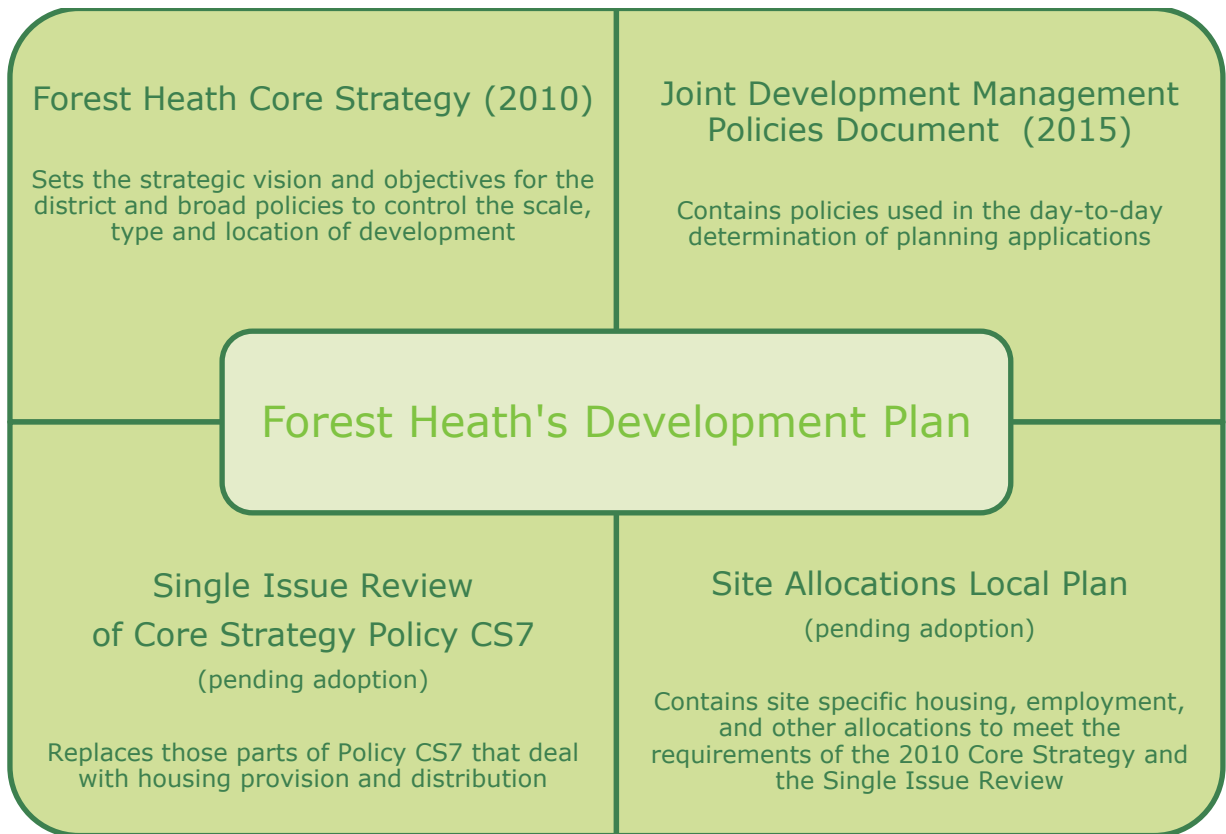 Forest Heath Core Strategy (2010)
Sets the strategic vision and objectives for the
district and broad policies to control the scale,
type and location of development
Joint Development Management
Policies Document  (2015)
Contains policies used in the day-to-day
determination of planning applications
Forest Heath's Development Plan
Single Issue Review
of Core Strategy Policy CS7
(pending adoption)
Replaces those parts of Policy CS7 that deal
with housing provision and distribution
Site Allocations Local Plan
(pending adoption)
Contains site specific housing, employment,
and other allocations to meet the
requirements of the 2010 Core Strategy and
the Single Issue Review